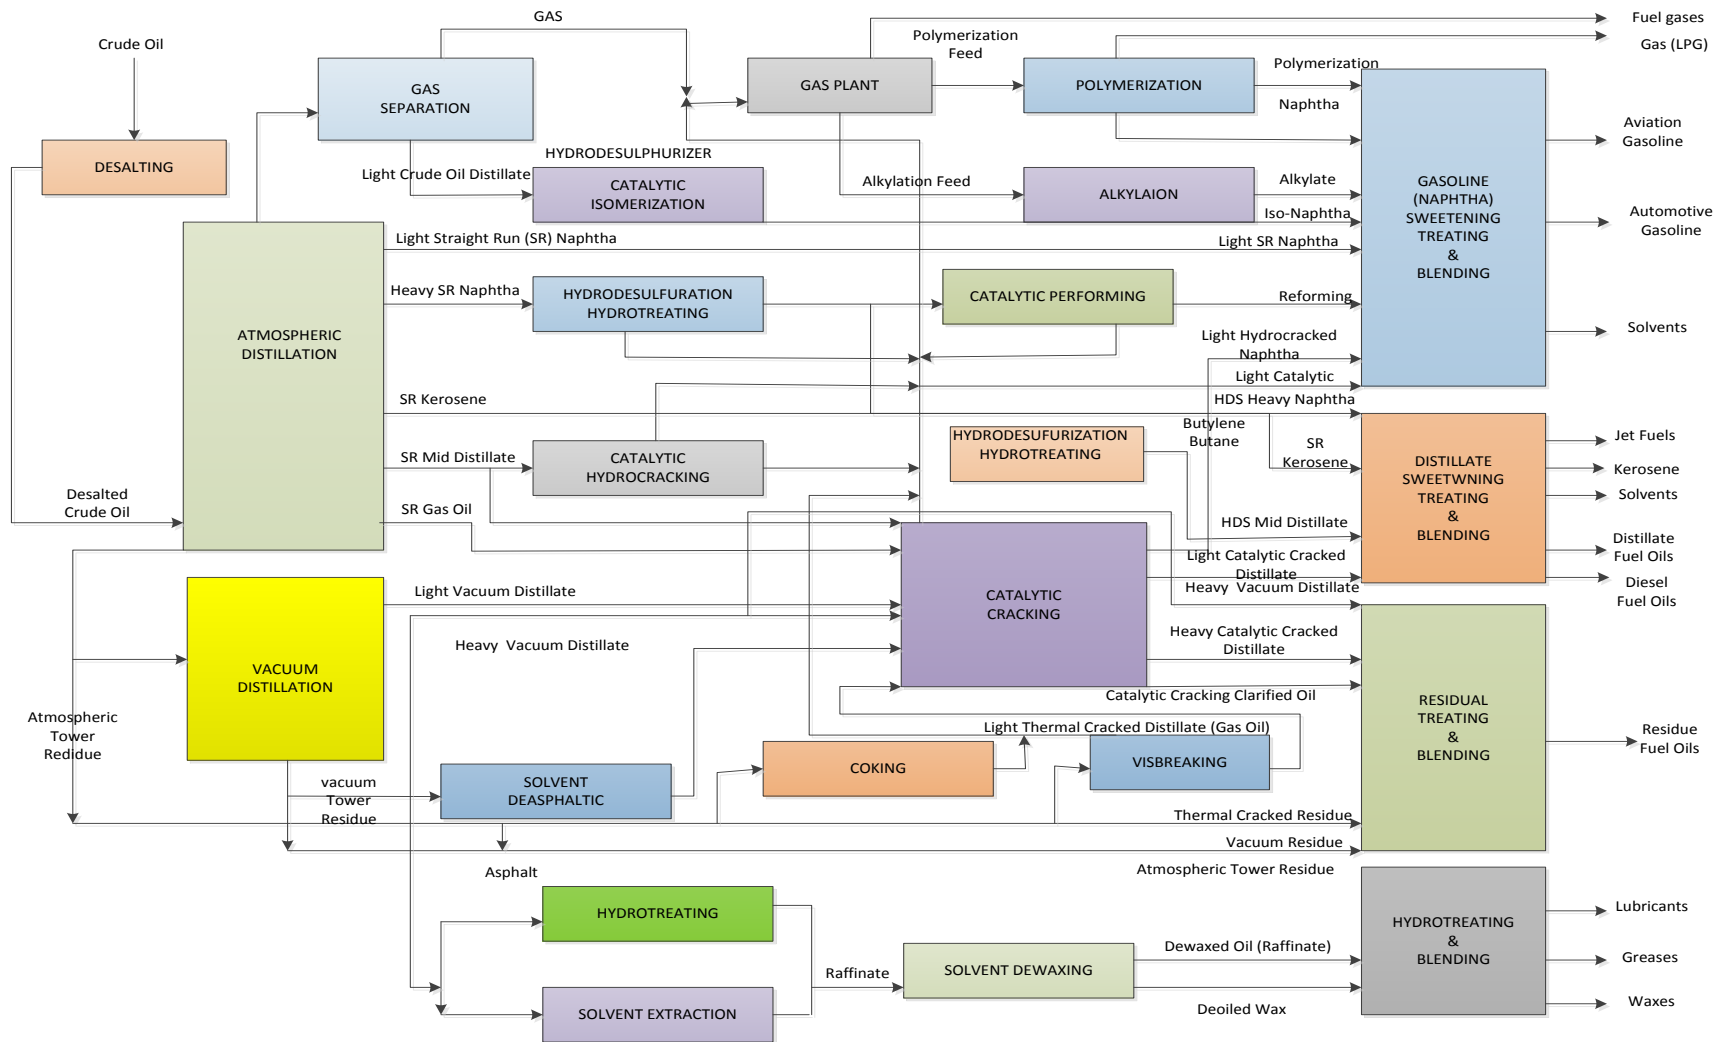 GAS
Fuel gases
Gas (LPG)
Crude Oil
Polymerization
Feed
GAS
SEPARATION
GAS PLANT
POLYMERIZATION
Polymerization
Naphtha
Aviation
Gasoline
DESALTING
HYDRODESULPHURIZER
Light Crude Oil Distillate
CATALYTIC
ISOMERIZATION
Alkylation Feed
ALKYLAION
Alkylate
Iso-Naphtha
GASOLINE
(NAPHTHA)
SWEETENING
TREATING
&
BLENDING
Automotive
Gasoline
Light Straight Run (SR) Naphtha
Light SR Naphtha
Heavy SR Naphtha
HYDRODESULFURATION
HYDROTREATING
CATALYTIC PERFORMING
Reforming
Solvents
ATMOSPHERIC
DISTILLATION
Light Hydrocracked
Naphtha
Light Catalytic
SR Kerosene
HDS Heavy Naphtha
Butylene
Butane
HYDRODESUFURIZATION
HYDROTREATING
SR
Kerosene
Jet Fuels
SR Mid Distillate
CATALYTIC
HYDROCRACKING
DISTILLATE
SWEETWNING
TREATING
&
BLENDING
Kerosene
Solvents
Desalted
Crude Oil
SR Gas Oil
HDS Mid Distillate
Distillate
Fuel Oils
Light Catalytic Cracked
Distillate
Heavy  Vacuum Distillate
Diesel
Fuel Oils
Light Vacuum Distillate
CATALYTIC
CRACKING
Heavy  Vacuum Distillate
Heavy Catalytic Cracked
Distillate
VACUUM
DISTILLATION
Catalytic Cracking Clarified Oil
RESIDUAL
TREATING
&
BLENDING
Atmospheric
Tower
Redidue
Light Thermal Cracked Distillate (Gas Oil)
Residue
Fuel Oils
COKING
VISBREAKING
vacuum
Tower
Residue
SOLVENT
DEASPHALTIC
Thermal Cracked Residue
Vacuum Residue
Asphalt
Atmospheric Tower Residue
HYDROTREATING
HYDROTREATING
&
BLENDING
Lubricants
Raffinate
SOLVENT DEWAXING
Dewaxed Oil (Raffinate)
Greases
SOLVENT EXTRACTION
Deoiled Wax
Waxes